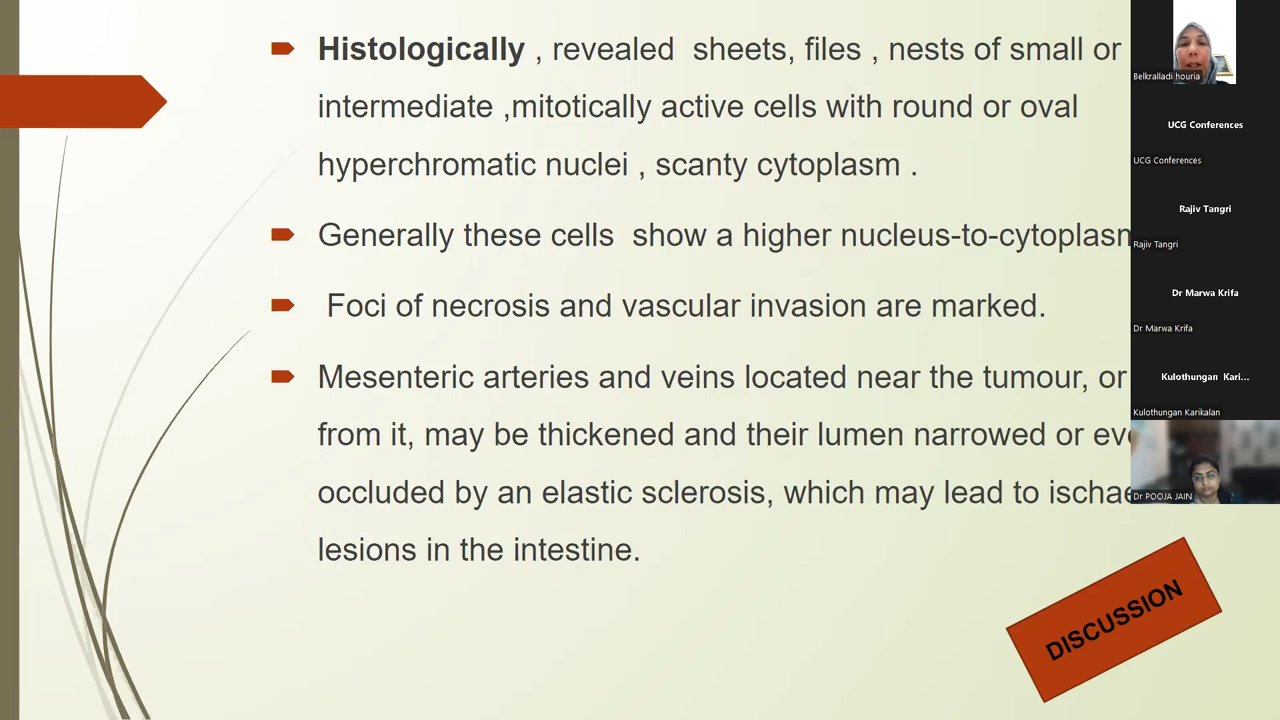 Histologically , revealed sheets, files , nests of small or
intermediate ,mitotically active cells with round or oval
hyperchromatic nuclei , scanty cytoplasm .
Generally these cells show a higher nucleus-to-cytoplasm
Foci of necrosis and vascular invasion are marked.
Mesenteric arteries and veins located near the tumour, or
from it, may be thickened and their lumen narrowed or
occluded by an elastic sclerosis, which may lead to
lesions in the intestine.
DISCUSSION
Belkralladi houria
UCG Conferences
UCG Conferences
Rajiv Tangri
Rajiv Tangri
Dr Marwa Krifa
Dr Marwa Krifa
Kulothungan Kari...
Kulothungan Karikalan
Dr POOJA JAIN